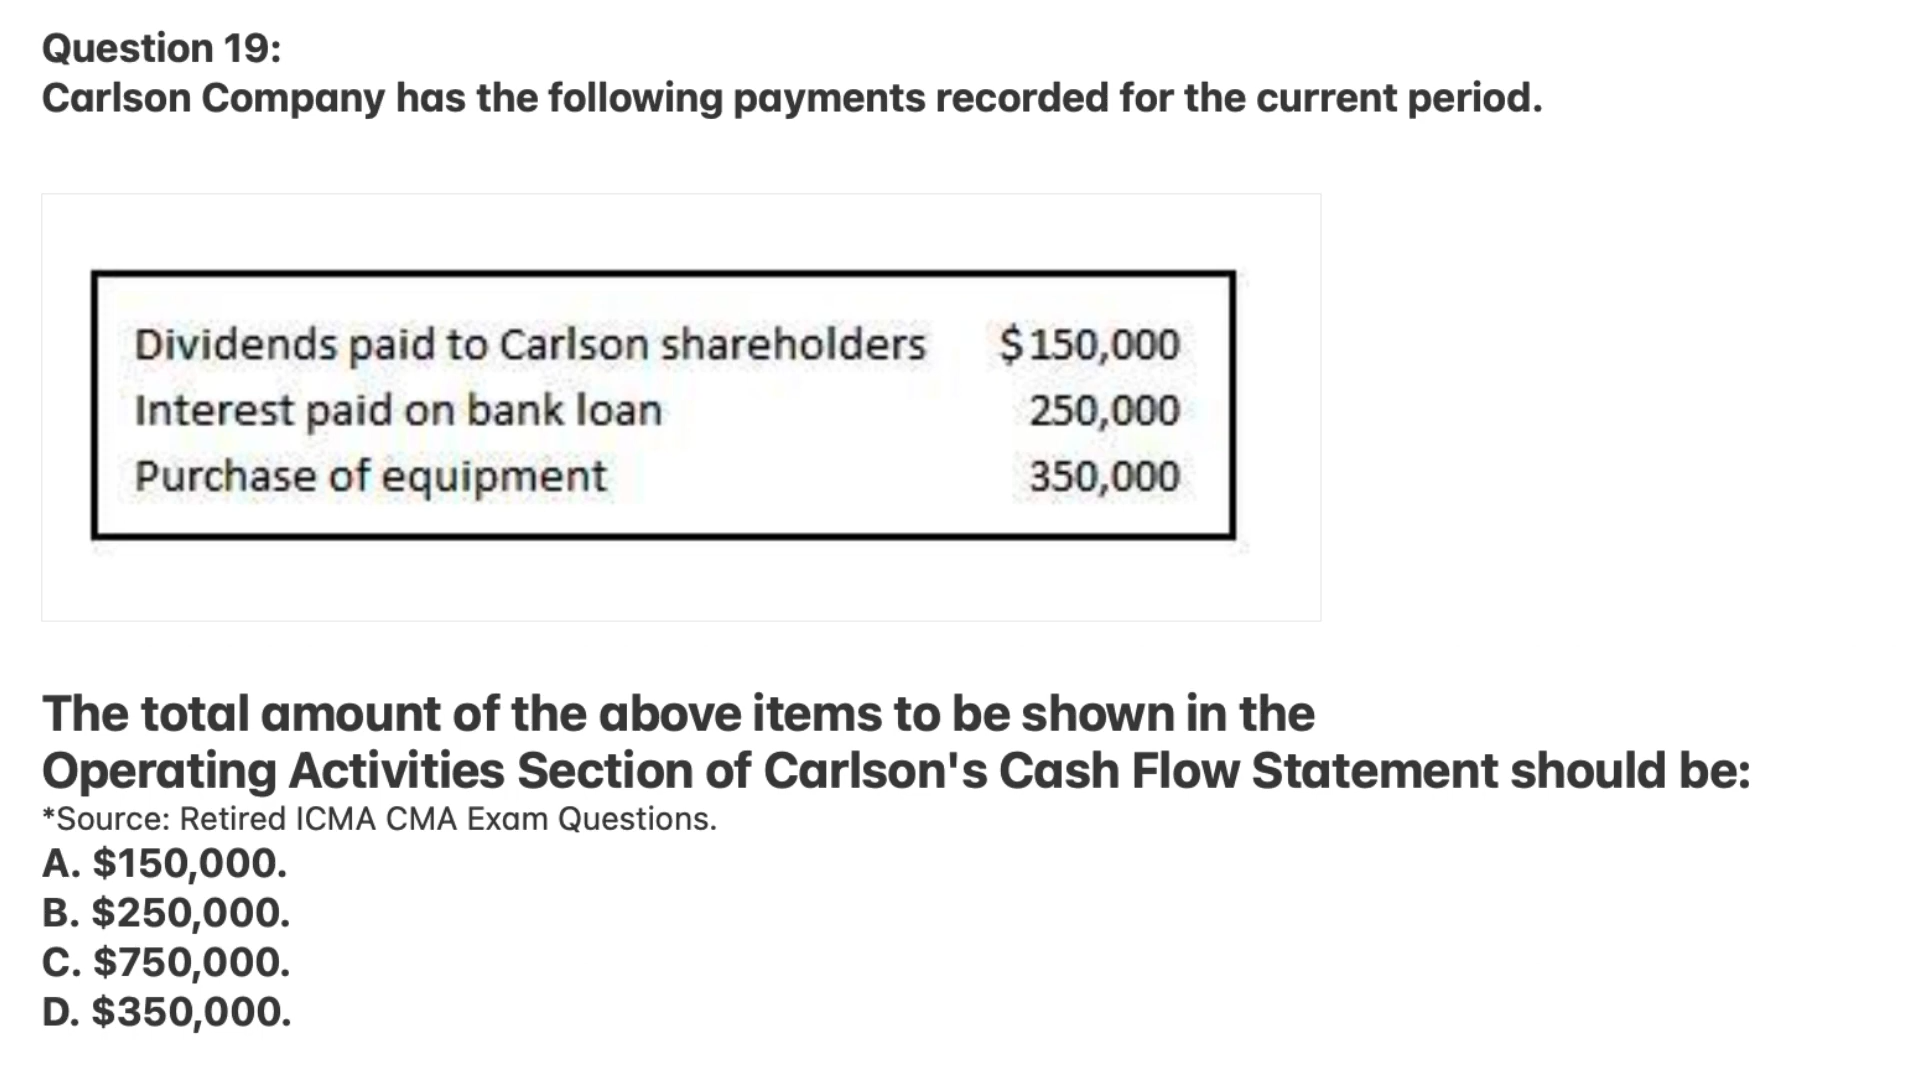 Question 19:
Carlson Company has the following payments recorded for the current period.
Dividends paid to Carlson shareholders $150,000
Interest paid on bank loan 250,000
Purchase of equipment 350,000
The total amount of the above items to be shown in the
Operating Activities Section of Carlson's Cash Flow Statement should be:
*Source: Retired ICMA CMA Exam Questions.
A. $150,000.
B. $250,000.
C. $750,000.
D. $350,000.